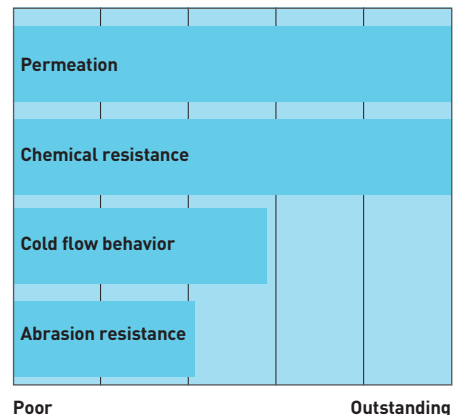 Permeation
Chemical resistance
Cold flow behavior
Abrasion resistance
Poor Outstanding